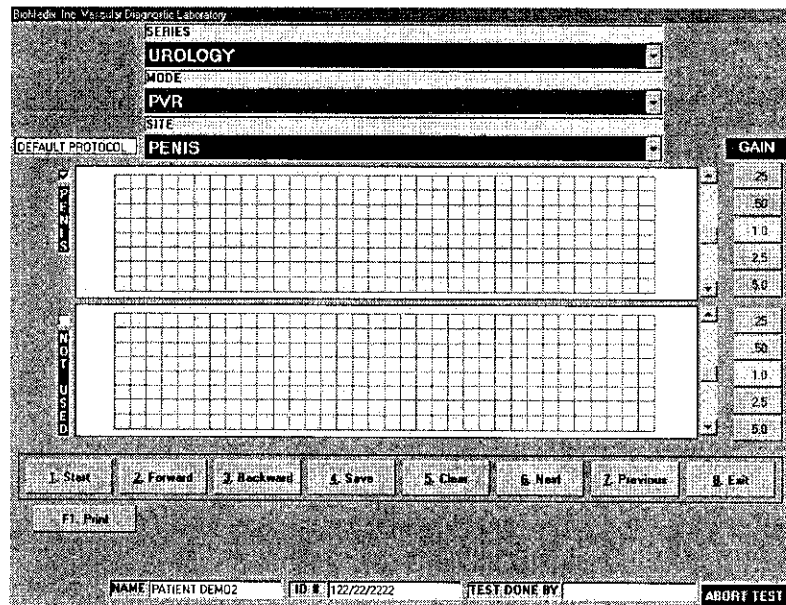 BioMedix Inc. Vascular Diagnostic Laboratory
SERIES
UROLOGY
MODE
PVR
SITE
DEFAULT PROTOCOL
PENIS
GAIN
PENIS
.25
.50
1.0
2.5
5.0
NOT USED
.25
.50
1.0
2.5
5.0
1. Start
2. Forward
3. Backward
4. Save
5. Clear
6. Next
7. Previous
8. Exit
F1. Print
NAME PATIENT DEMO2 ID # 122/22/2222 TEST DONE BY
ABORT TEST